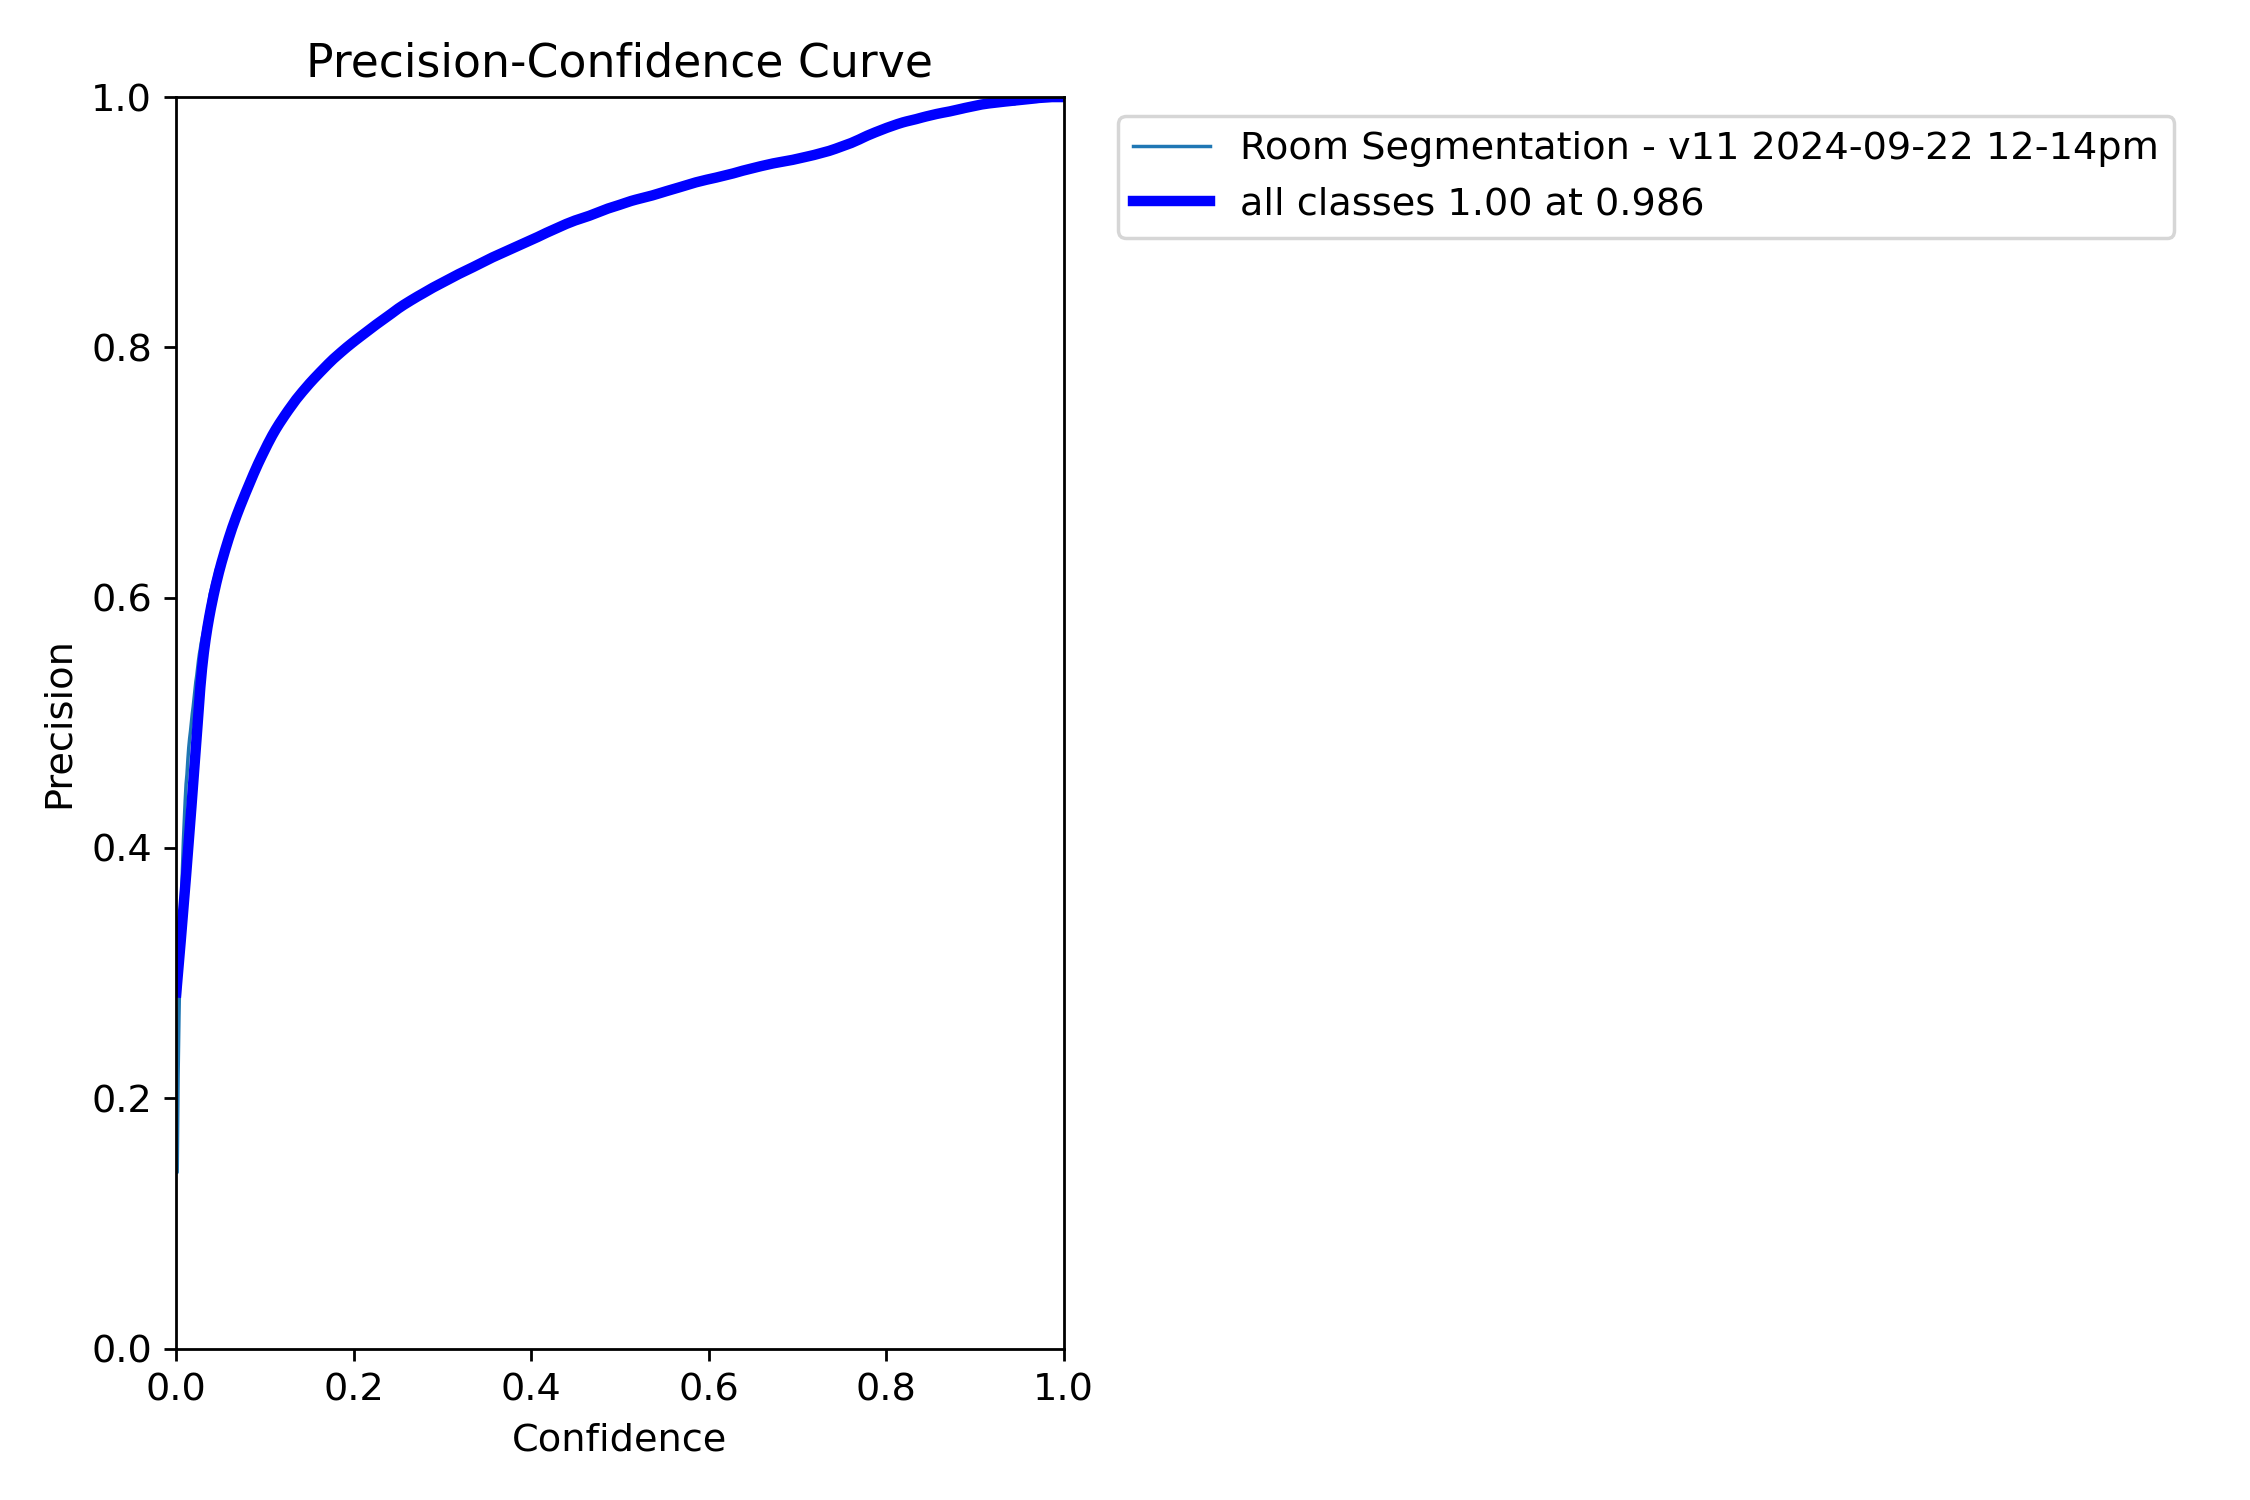 Precision-Confidence Curve
1.0
0.8
0.6
0.4
0.2
0.0
Precision
0.0 0.2 0.4 0.6 0.8 1.0
Confidence
Room Segmentation - v11 2024-09-22 12-14pm
all classes 1.00 at 0.986